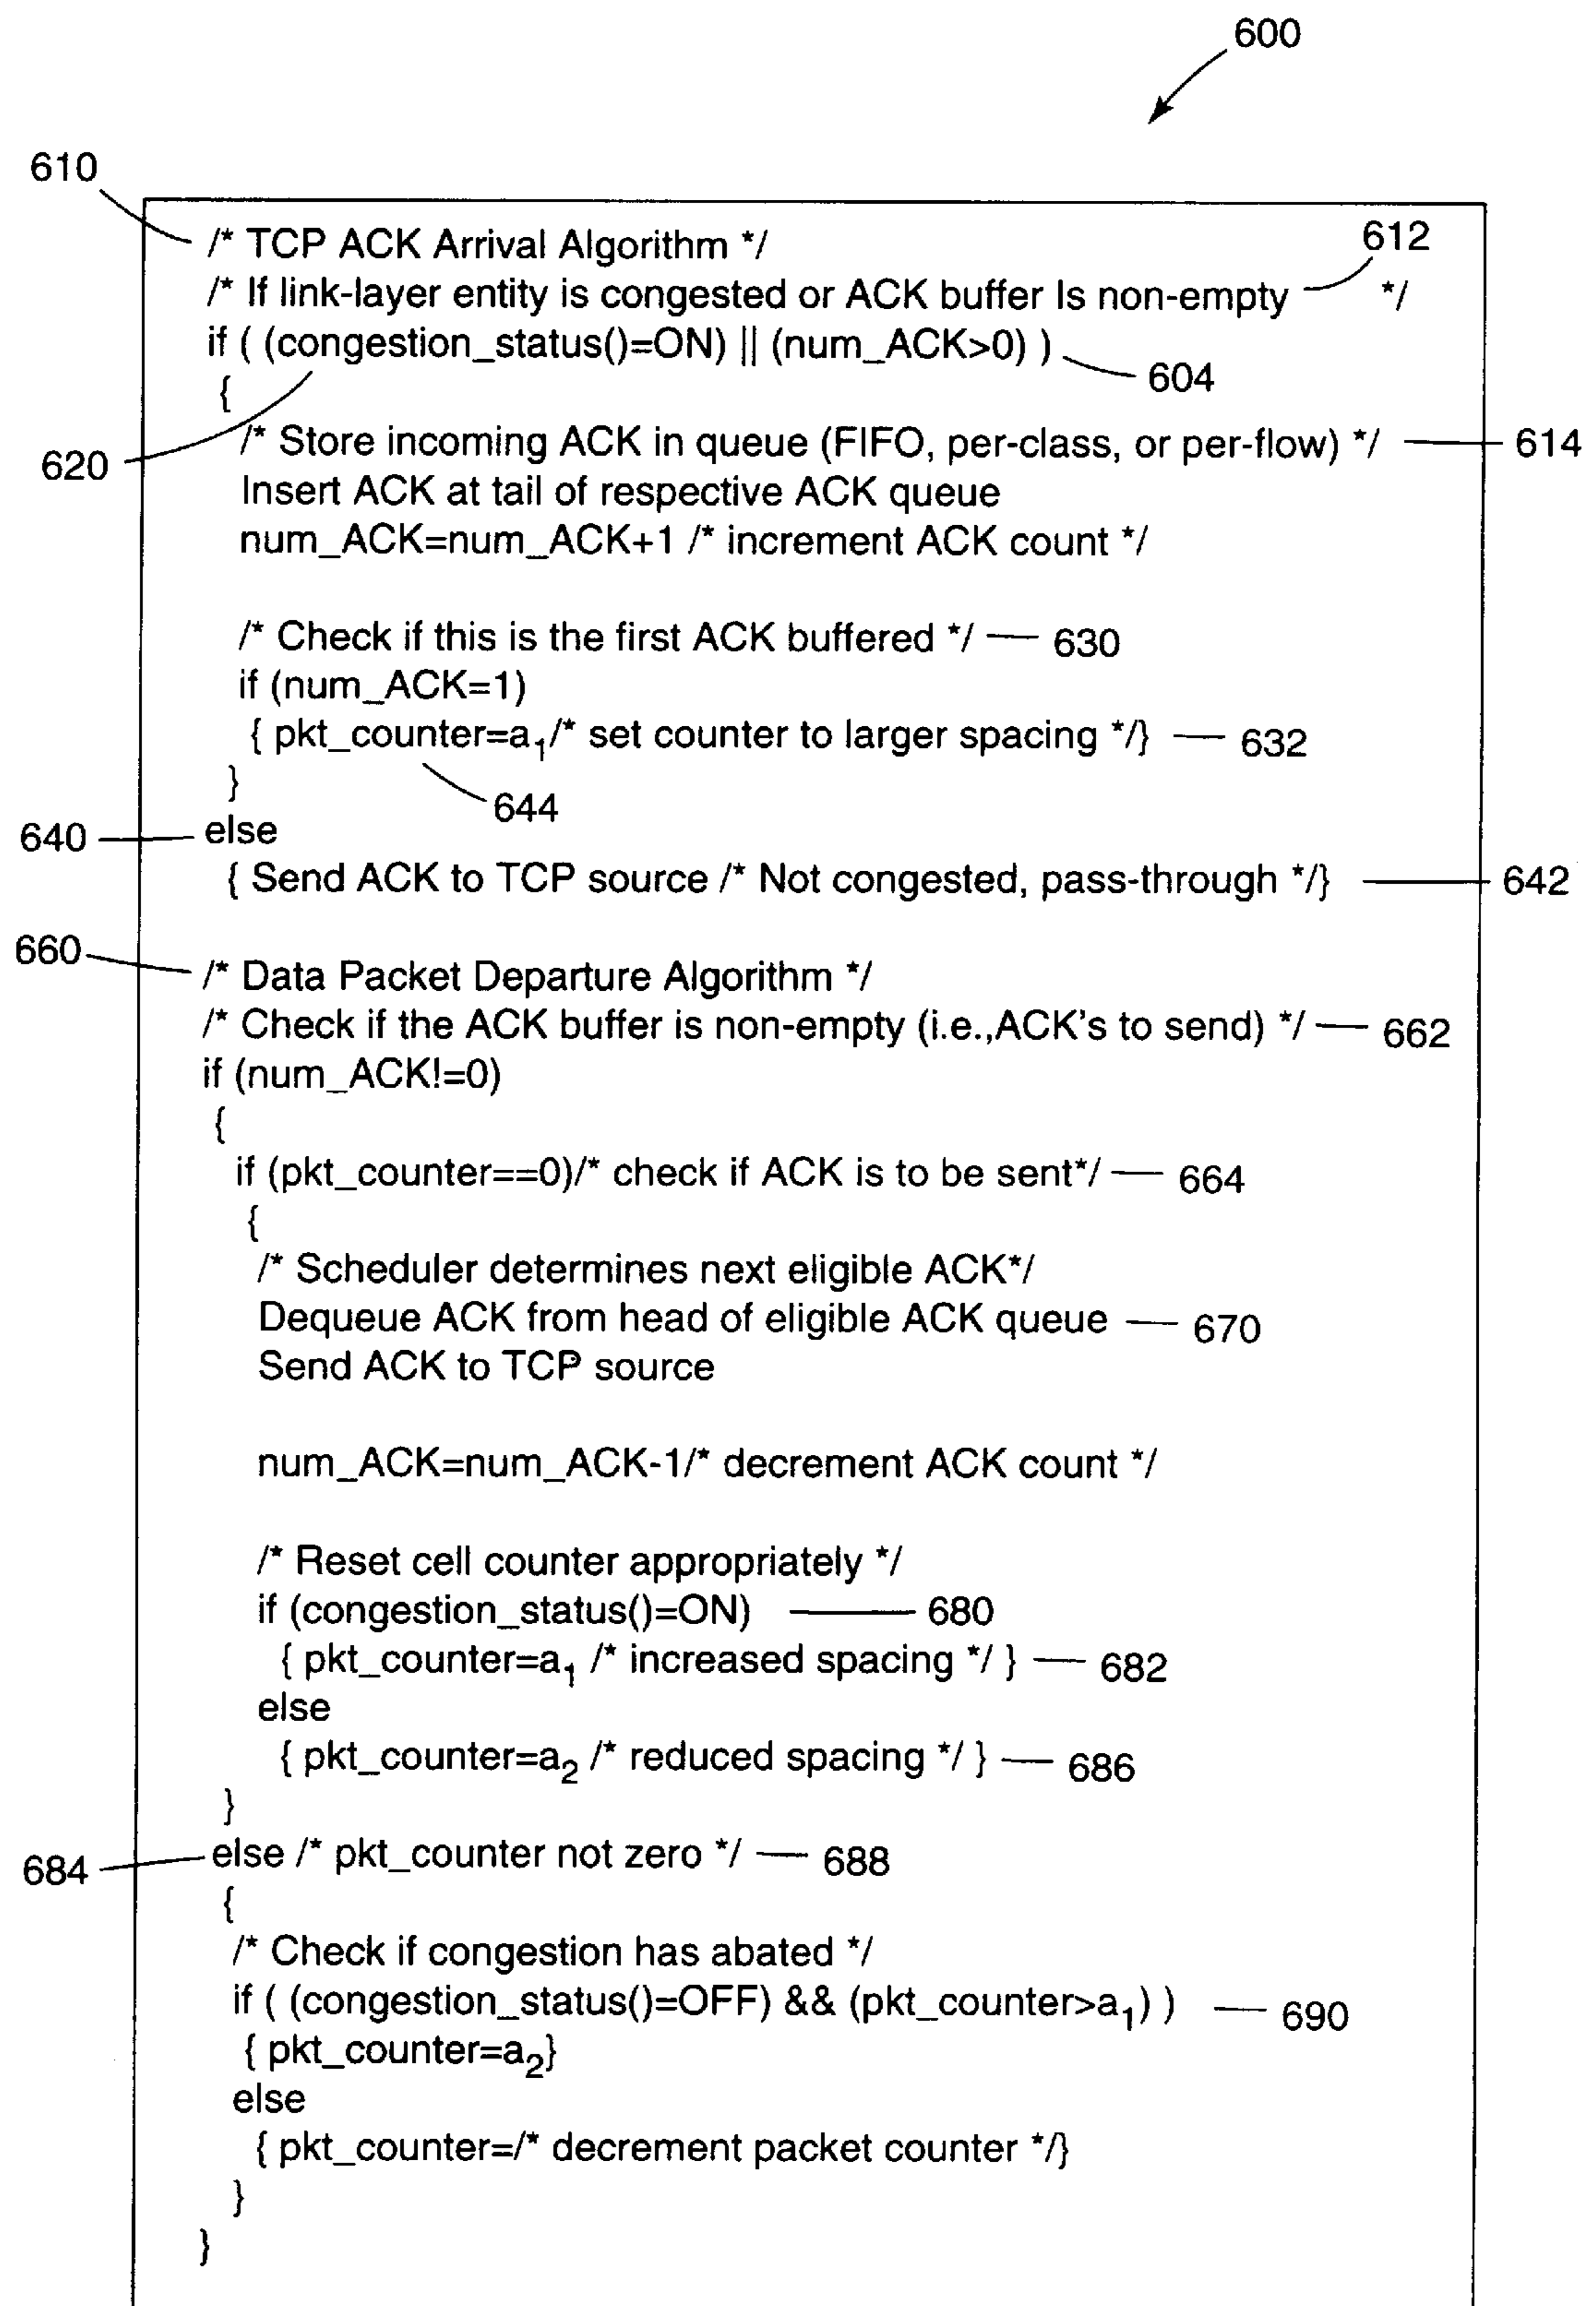 600
610
/* TCP ACK Arrival Algorithm */
612
/* If link-layer entity is congested or ACK buffer Is non-empty */
if ( (congestion_status()=ON) || (num_ACK>0) )
604
{
620
/* Store incoming ACK in queue (FIFO, per-class, or per-flow) */
614
Insert ACK at tail of respective ACK queue
num_ACK=num_ACK+1 /* increment ACK count */
/* Check if this is the first ACK buffered */
630
if (num_ACK=1)
{ pkt_counter=a₁/* set counter to larger spacing */}
632
}
644
640
else
{ Send ACK to TCP source /* Not congested, pass-through */}
642
660
/* Data Packet Departure Algorithm */
/* Check if the ACK buffer is non-empty (i.e.,ACK's to send) */
662
if (num_ACK!=0)
{
if (pkt_counter==0)/* check if ACK is to be sent*/
664
{
/* Scheduler determines next eligible ACK*/
Dequeue ACK from head of eligible ACK queue
670
Send ACK to TCP source
num_ACK=num_ACK-1/* decrement ACK count */
/* Reset cell counter appropriately */
if (congestion_status()=ON)
680
{ pkt_counter=a₁ /* increased spacing */ }
682
else
{ pkt_counter=a₂ /* reduced spacing */ }
686
}
684
else /* pkt_counter not zero */
688
{
/* Check if congestion has abated */
if ( (congestion_status()=OFF) && (pkt_counter>a₁) )
690
{ pkt_counter=a₂}
else
{ pkt_counter=/* decrement packet counter */}
}
}